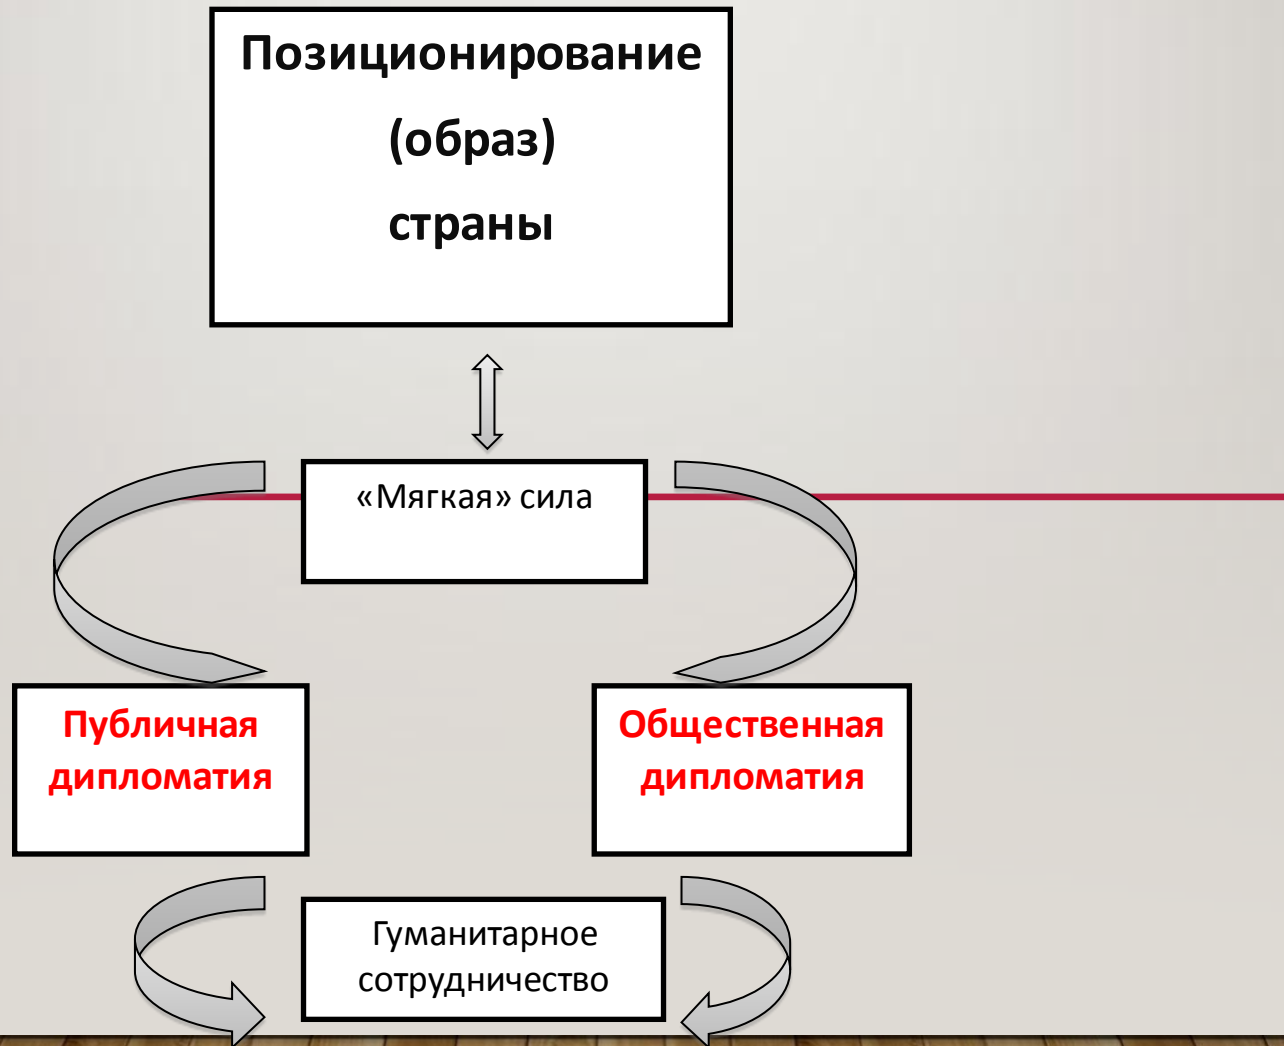 Позиционирование
(образ)
страны
«Мягкая» сила
Публичная
дипломатия
Общественная
дипломатия
Гуманитарное
сотрудничество